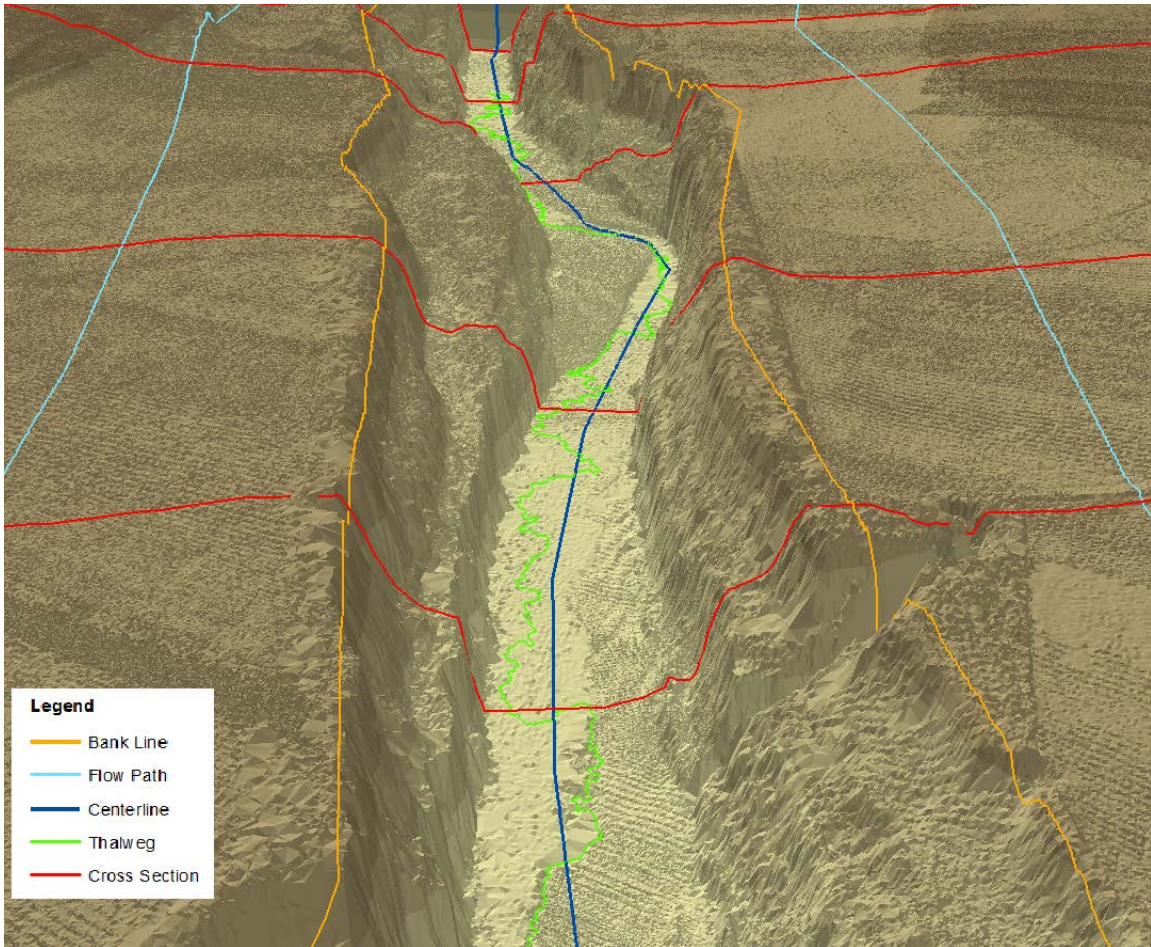 Legend
Bank Line
Flow Path
Centerline
Thalweg
Cross Section